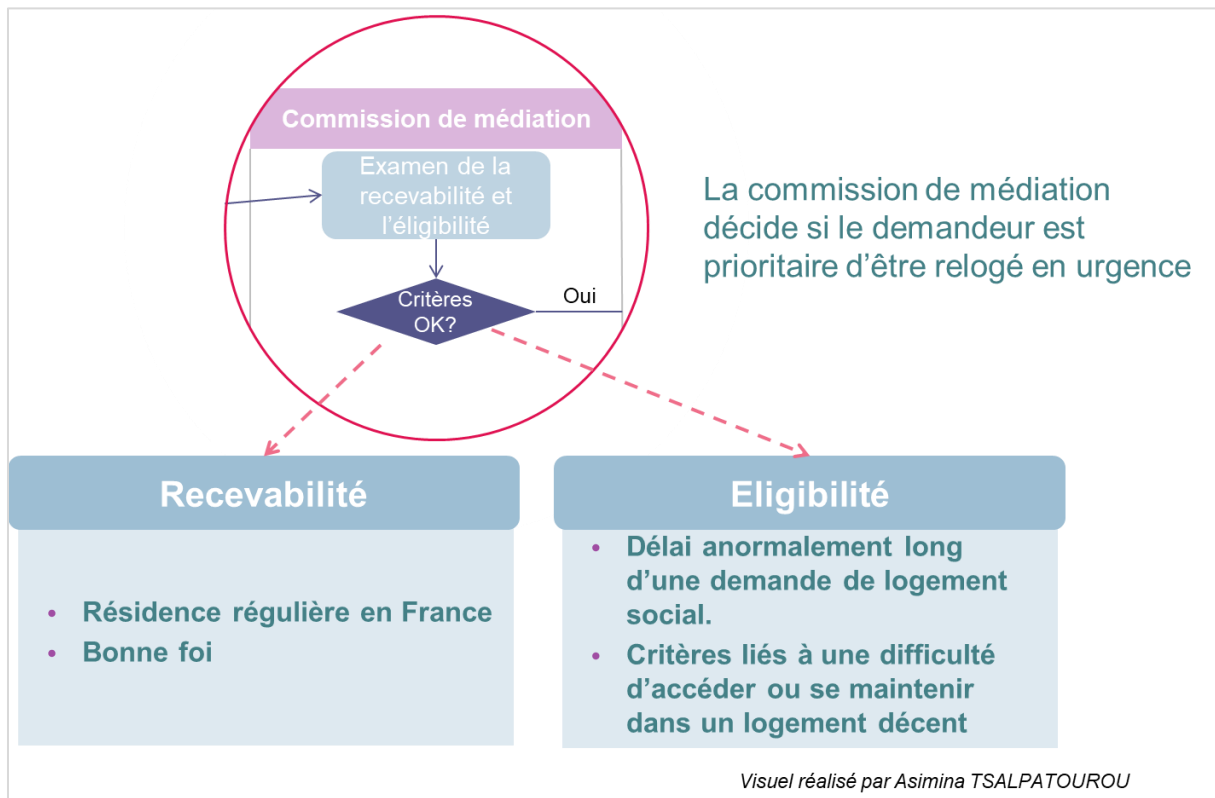 Commission de médiation
Examen de la
recevabilité et
l'éligibilité
Critères
OK?
Oui
La commission de médiation
décide si le demandeur est
prioritaire d'être relogé en urgence
Recevabilité
• Résidence régulière en France
• Bonne foi
Eligibilité
• Délai anormalement long
d'une demande de logement
social.
• Critères liés à une difficulté
d'accéder ou se maintenir
dans un logement décent
Visuel réalisé par Asimina TSALPATOUROU